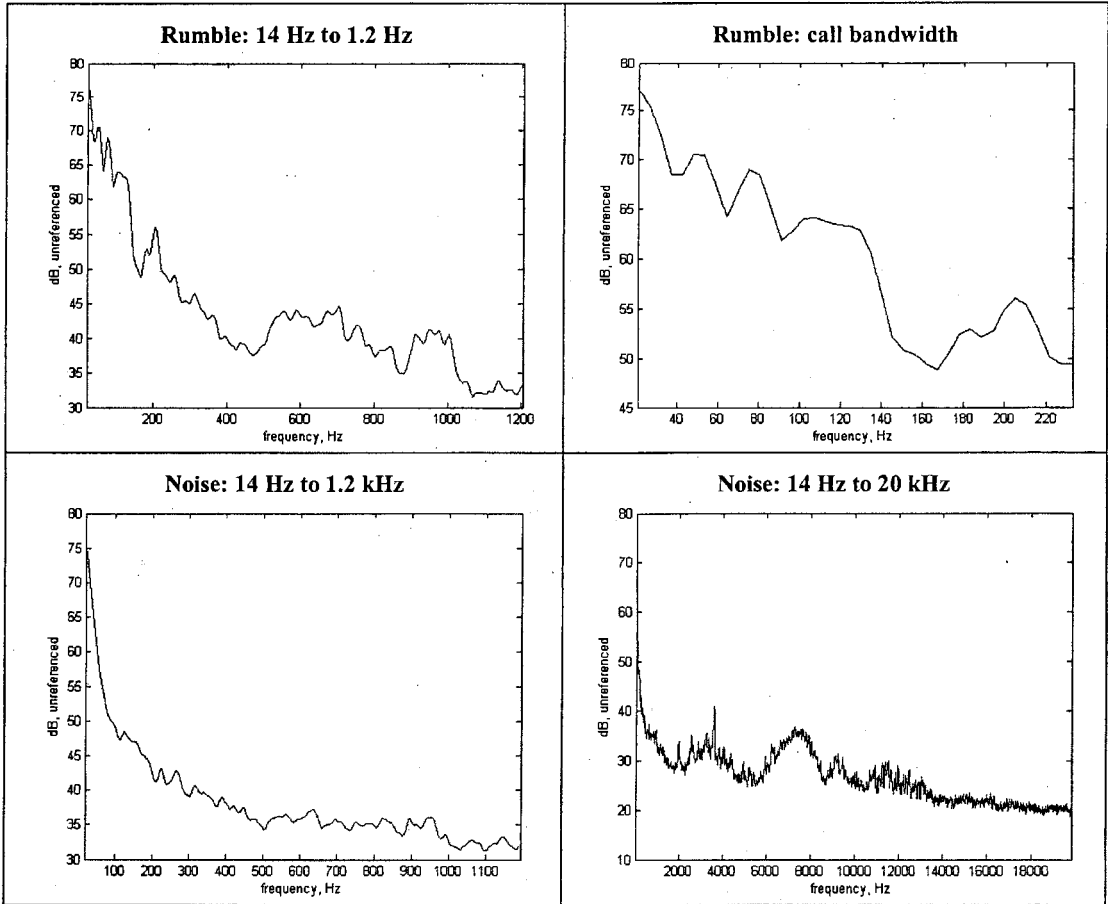 Rumble: 14 Hz to 1.2 Hz
80
75
70
65
60
55
50
45
40
35
30
dB, unreferenced
200 400 600 800 1000 1200
frequency, Hz
Rumble: call bandwidth
80
75
70
65
60
55
50
45
dB, unreferenced
40 60 80 100 120 140 160 180 200 220
frequency, Hz
Noise: 14 Hz to 1.2 kHz
80
75
70
65
60
55
50
45
40
35
30
dB, unreferenced
100 200 300 400 500 600 700 800 900 1000 1100
frequency, Hz
Noise: 14 Hz to 20 kHz
80
70
60
50
40
30
20
10
dB, unreferenced
2000 4000 6000 8000 10000 12000 14000 16000 18000
frequency, Hz